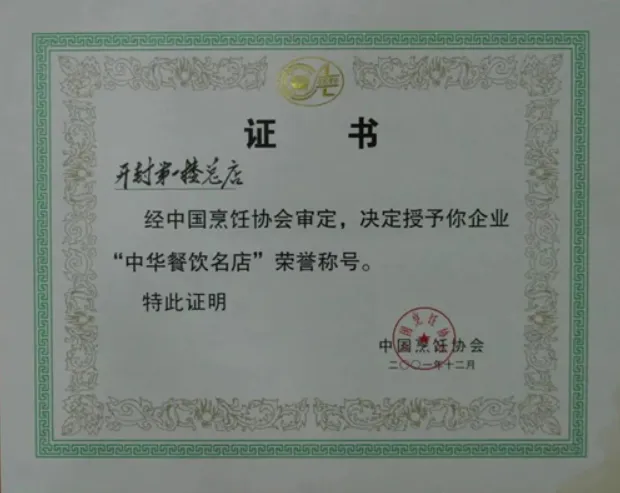 证 书
开封第一楼总店
经中国烹饪协会审定，决定授予你企业
“中华餐饮名店”荣誉称号。
特此证明
中国烹饪协会
二〇〇一年十二月